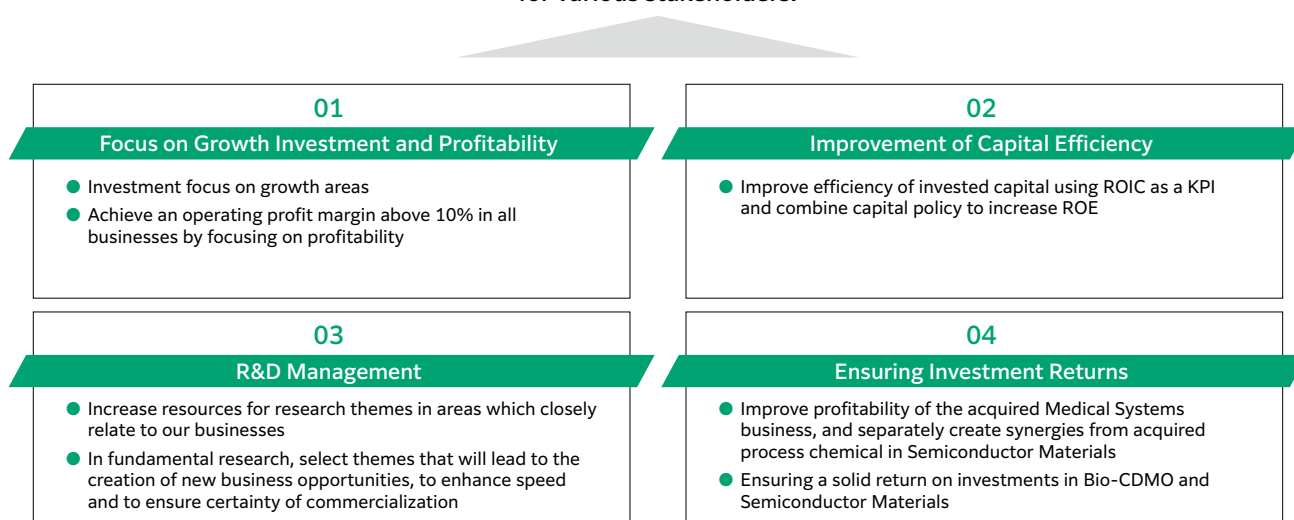 for various stakeholders.
01
Focus on Growth Investment and Profitability
● Investment focus on growth areas
● Achieve an operating profit margin above 10% in all
businesses by focusing on profitability
02
Improvement of Capital Efficiency
● Improve efficiency of invested capital using ROIC as a KPI
and combine capital policy to increase ROE
03
R&D Management
● Increase resources for research themes in areas which closely
relate to our businesses
● In fundamental research, select themes that will lead to the
creation of new business opportunities, to enhance speed
and to ensure certainty of commercialization
04
Ensuring Investment Returns
● Improve profitability of the acquired Medical Systems
business, and separately create synergies from acquired
process chemical in Semiconductor Materials
● Ensuring a solid return on investments in Bio-CDMO and
Semiconductor Materials